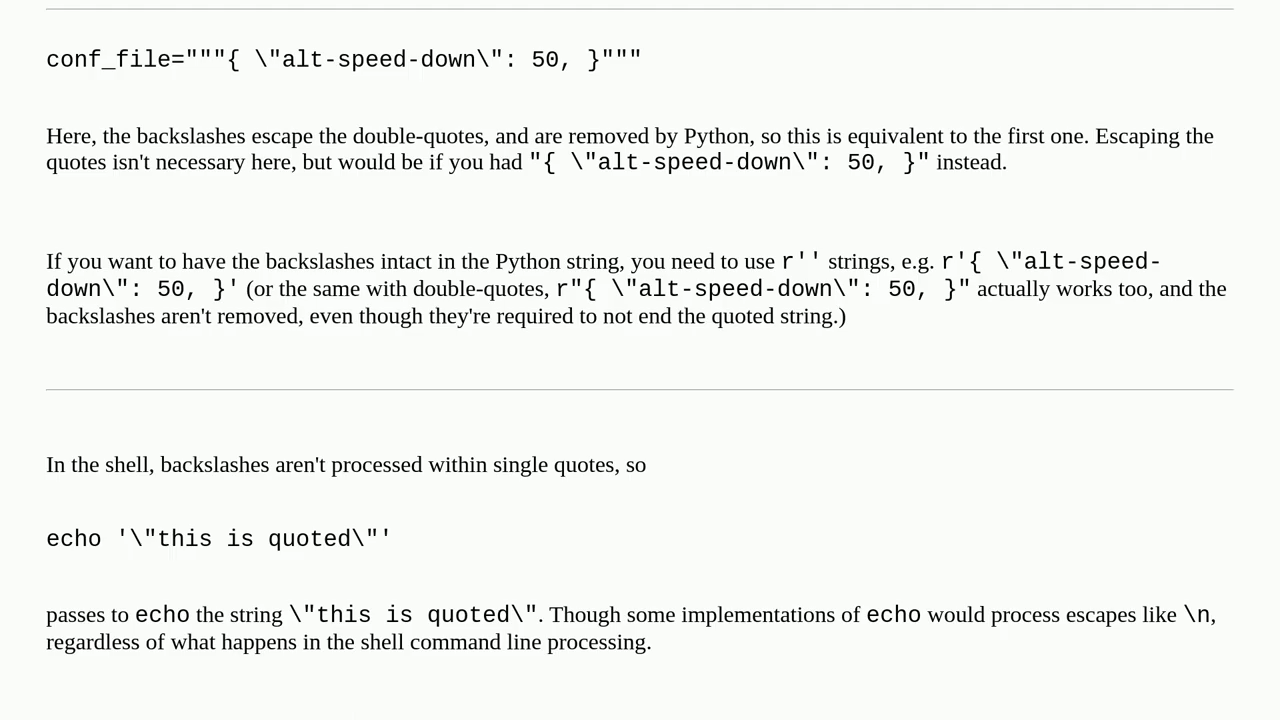 conf_file="""{ \"alt-speed-down\": 50, }"""
Here, the backslashes escape the double-quotes, and are removed by Python, so this is equivalent to the first one. Escaping the
quotes isn't necessary here, but would be if you had "{ \"alt-speed-down\": 50, }" instead.
If you want to have the backslashes intact in the Python string, you need to use r'' strings, e.g. r'{ \"alt-speed-
down\": 50, }' (or the same with double-quotes, r"{ \"alt-speed-down\": 50, }" actually works too, and the
backslashes aren't removed, even though they're required to not end the quoted string.)
In the shell, backslashes aren't processed within single quotes, so
echo '\"this is quoted\"'
passes to echo the string \"this is quoted\". Though some implementations of echo would process escapes like \n,
regardless of what happens in the shell command line processing.